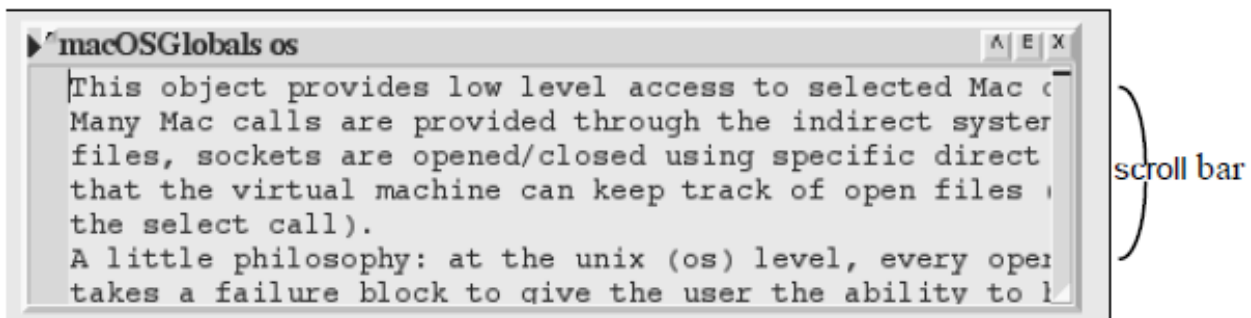 macOSGlobals os
Λ E X
This object provides low level access to selected Mac
Many Mac calls are provided through the indirect
files, sockets are opened/closed using specific direct
that the virtual machine can keep track of open files
the select call).
A little philosophy: at the unix (os) level, every
takes a failure block to give the user the ability to
scroll bar